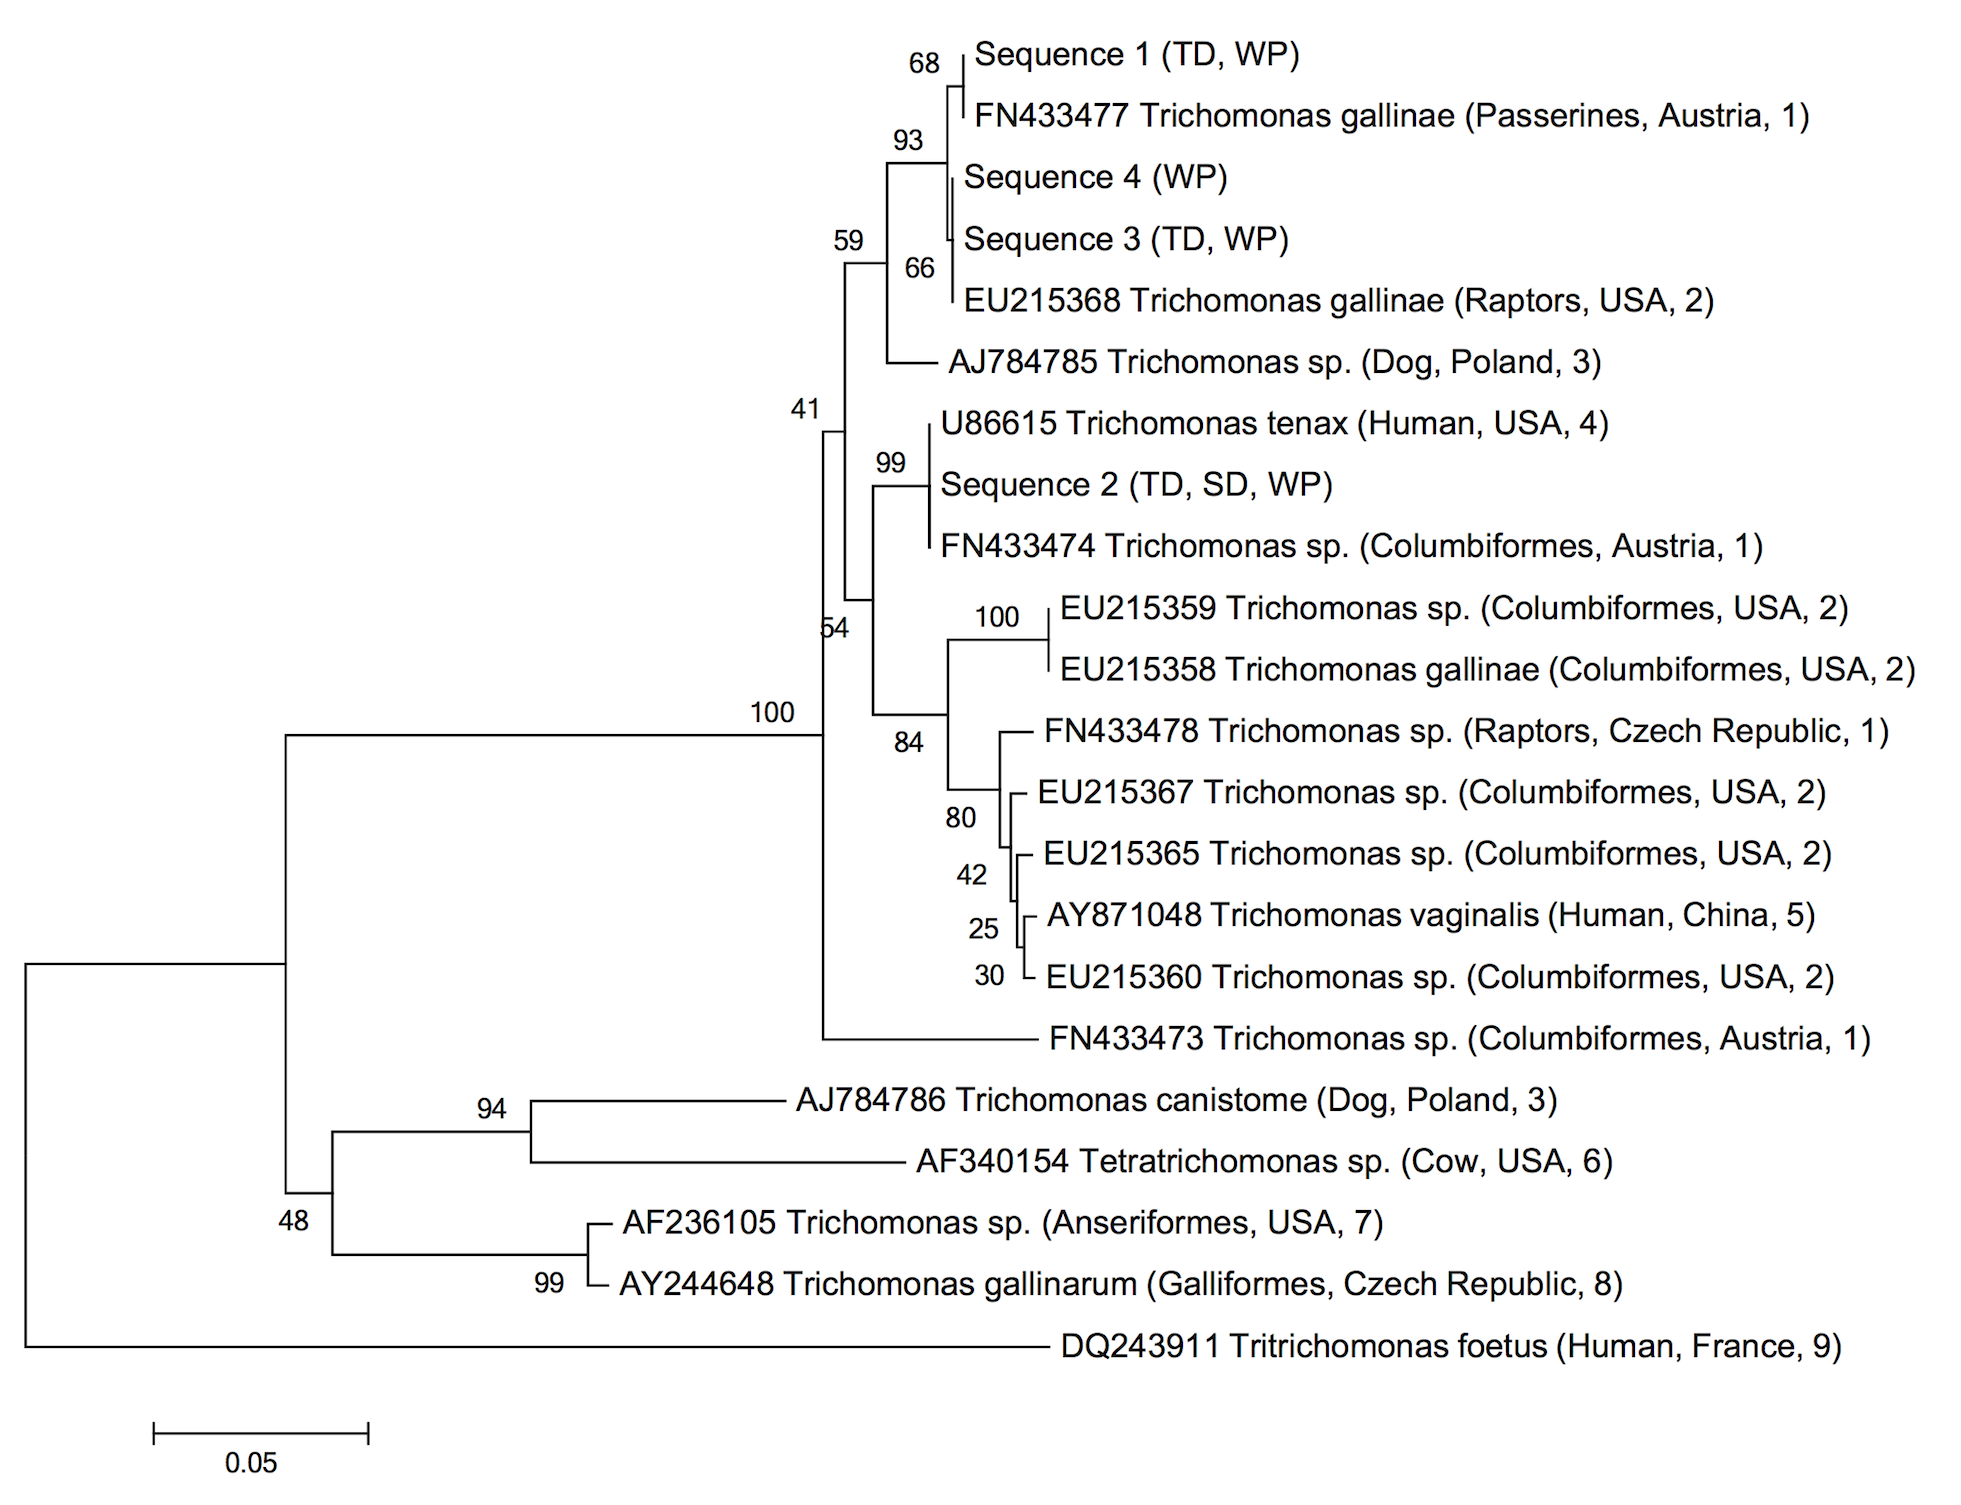 68
Sequence 1 (TD, WP)
FN433477 Trichomonas gallinae (Passerines, Austria, 1)
93
Sequence 4 (WP)
59
Sequence 3 (TD, WP)
66
EU215368 Trichomonas gallinae (Raptors, USA, 2)
AJ784785 Trichomonas sp. (Dog, Poland, 3)
41
U86615 Trichomonas tenax (Human, USA, 4)
99
Sequence 2 (TD, SD, WP)
FN433474 Trichomonas sp. (Columbiformes, Austria, 1)
54
100
EU215359 Trichomonas sp. (Columbiformes, USA, 2)
EU215358 Trichomonas gallinae (Columbiformes, USA, 2)
100
84
FN433478 Trichomonas sp. (Raptors, Czech Republic, 1)
EU215367 Trichomonas sp. (Columbiformes, USA, 2)
80
EU215365 Trichomonas sp. (Columbiformes, USA, 2)
42
AY871048 Trichomonas vaginalis (Human, China, 5)
25
30
EU215360 Trichomonas sp. (Columbiformes, USA, 2)
FN433473 Trichomonas sp. (Columbiformes, Austria, 1)
94
AJ784786 Trichomonas canistome (Dog, Poland, 3)
AF340154 Tetratrichomonas sp. (Cow, USA, 6)
48
AF236105 Trichomonas sp. (Anseriformes, USA, 7)
99
AY244648 Trichomonas gallinarum (Galliformes, Czech Republic, 8)
DQ243911 Tritrichomonas foetus (Human, France, 9)
0.05